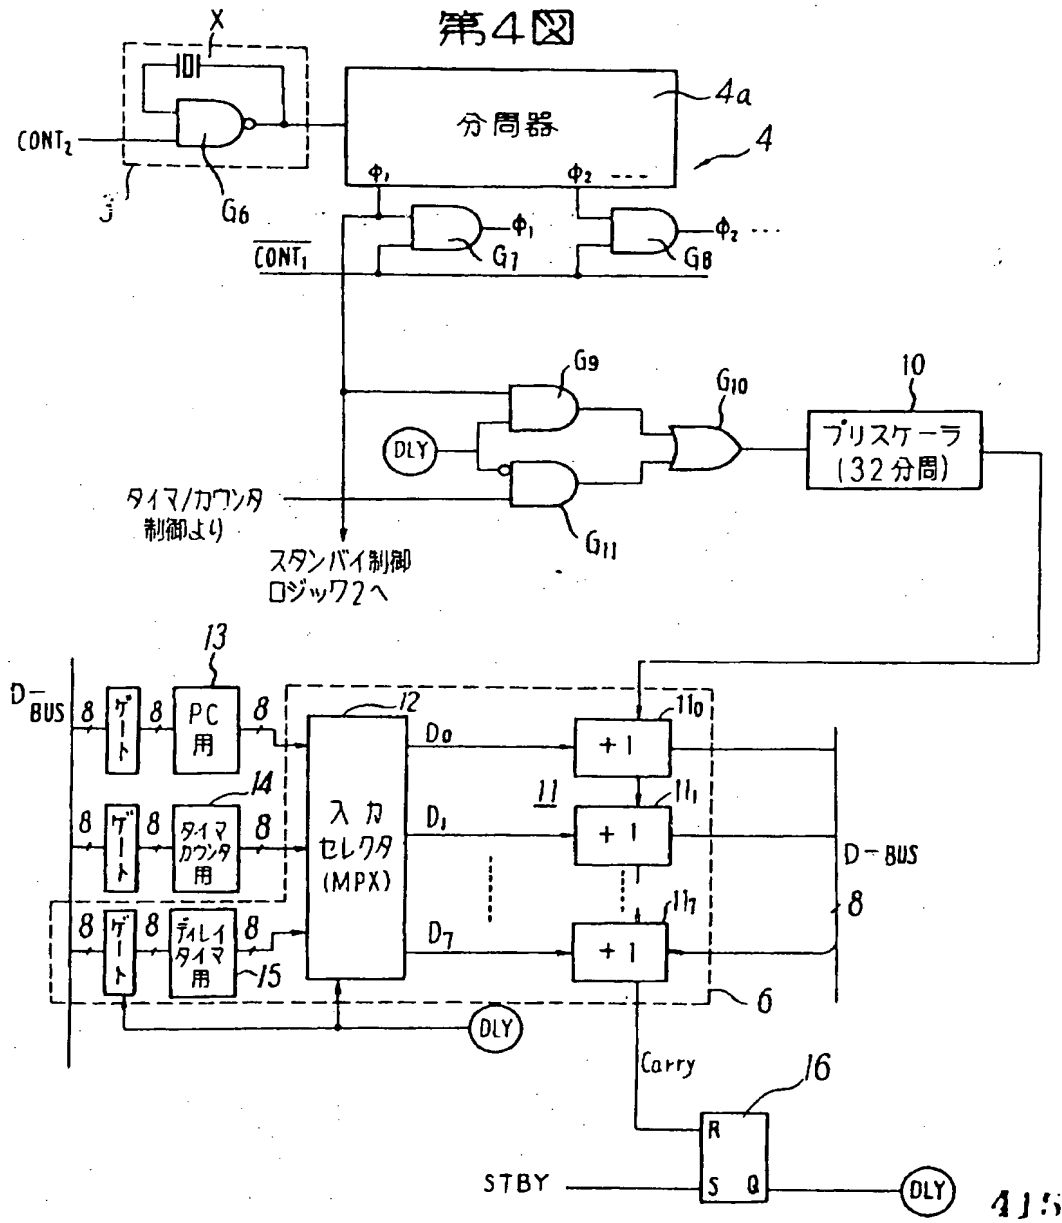 第4図
X
CONT₂
3
G6
分周器
4a
4
ϕ₁
ϕ₂ ----
ϕ₁
G7
ϕ₂ ---
G8
CONT₁
G9
G10
10
プリスケーラ
(32分周)
DLY
タイマ/カウンタ
制御より
G11
スタンバイ制御
ロジック2へ
D-BUS
8
ゲート
8
13
PC
用
8
12
入力
セレクタ
(MPX)
D₀
11₀
+1
8
ゲート
8
14
タイマ
カウンタ
用
8
D₁
11
11₁
+1
D-BUS
8
8
ゲート
8
ディレイ
タイマ
用
8
15
D₇
11₇
+1
6
DLY
Carry
16
R
STBY
S Q
DLY